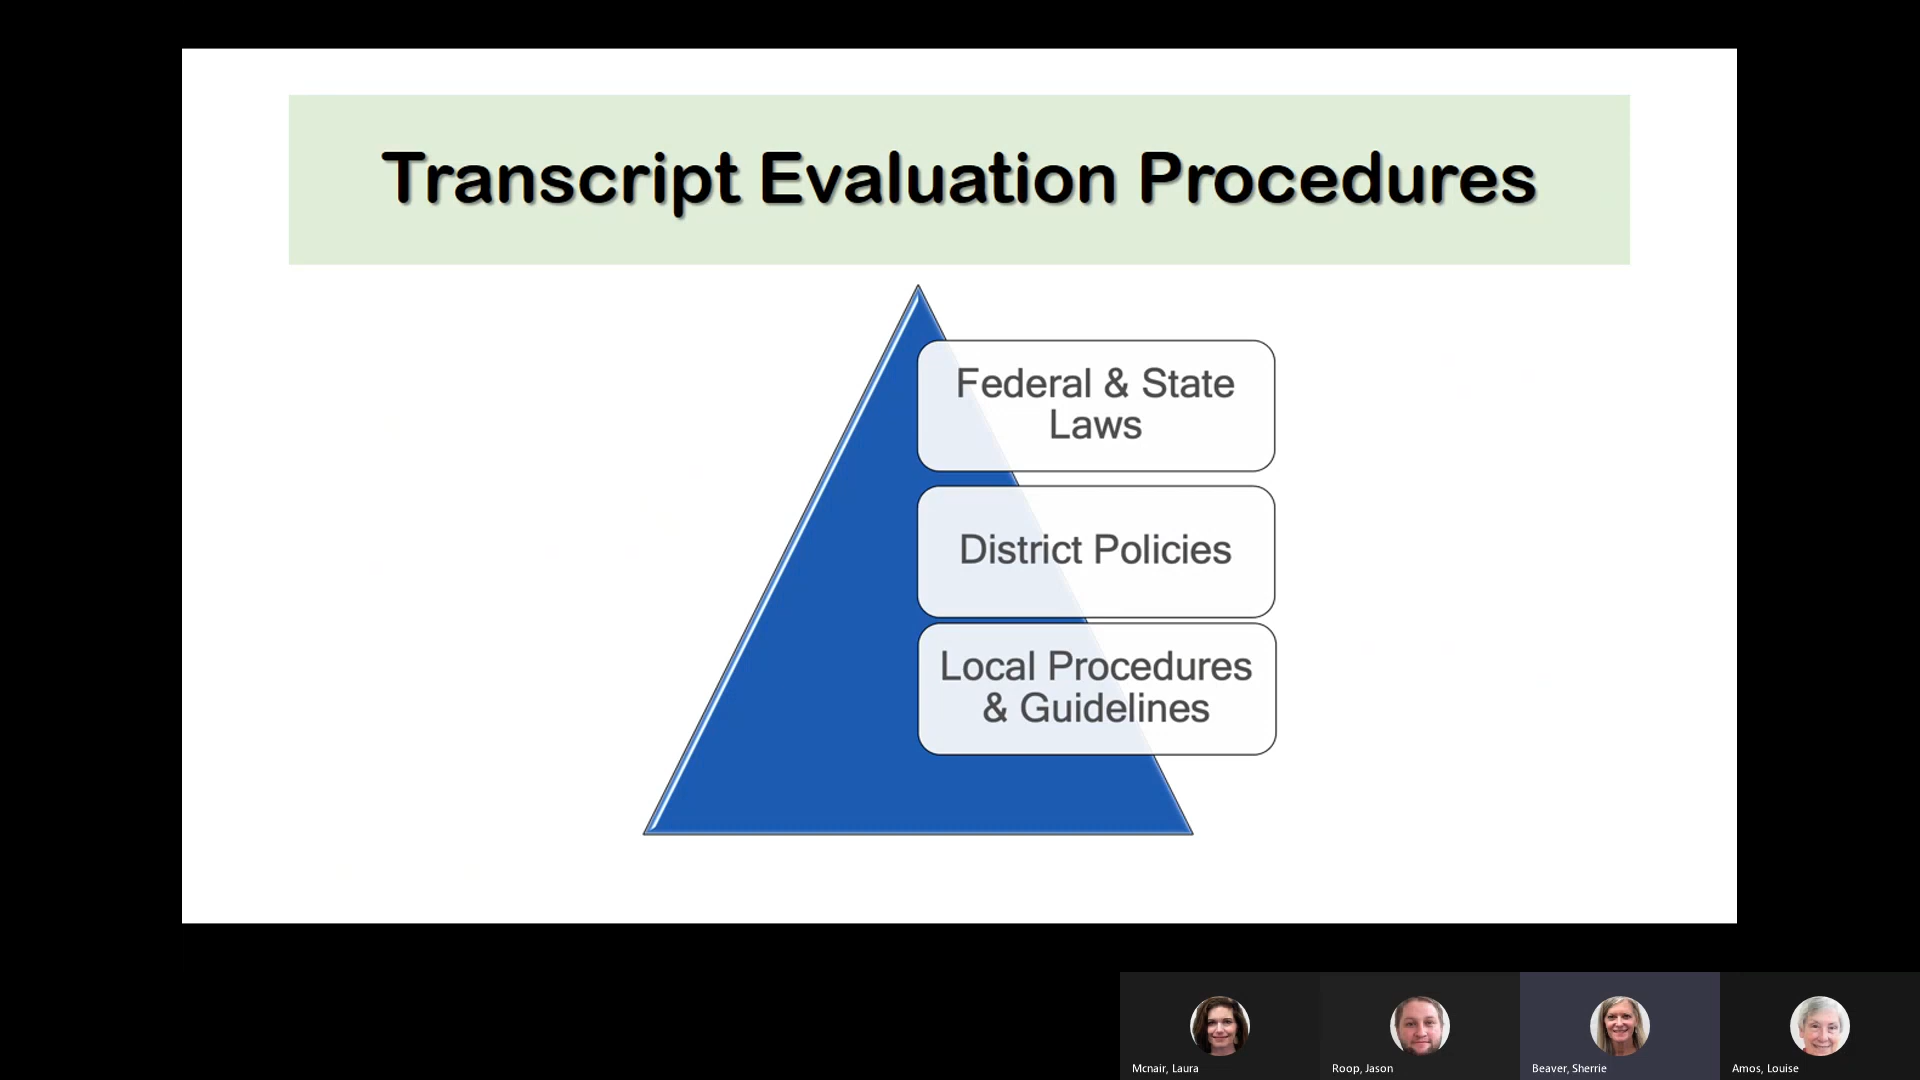 Transcript Evaluation Procedures
Federal & State
Laws
District Policies
Local Procedures
& Guidelines
Mcnair, Laura
Roop, Jason
Beaver, Sherrie
Amos, Louise